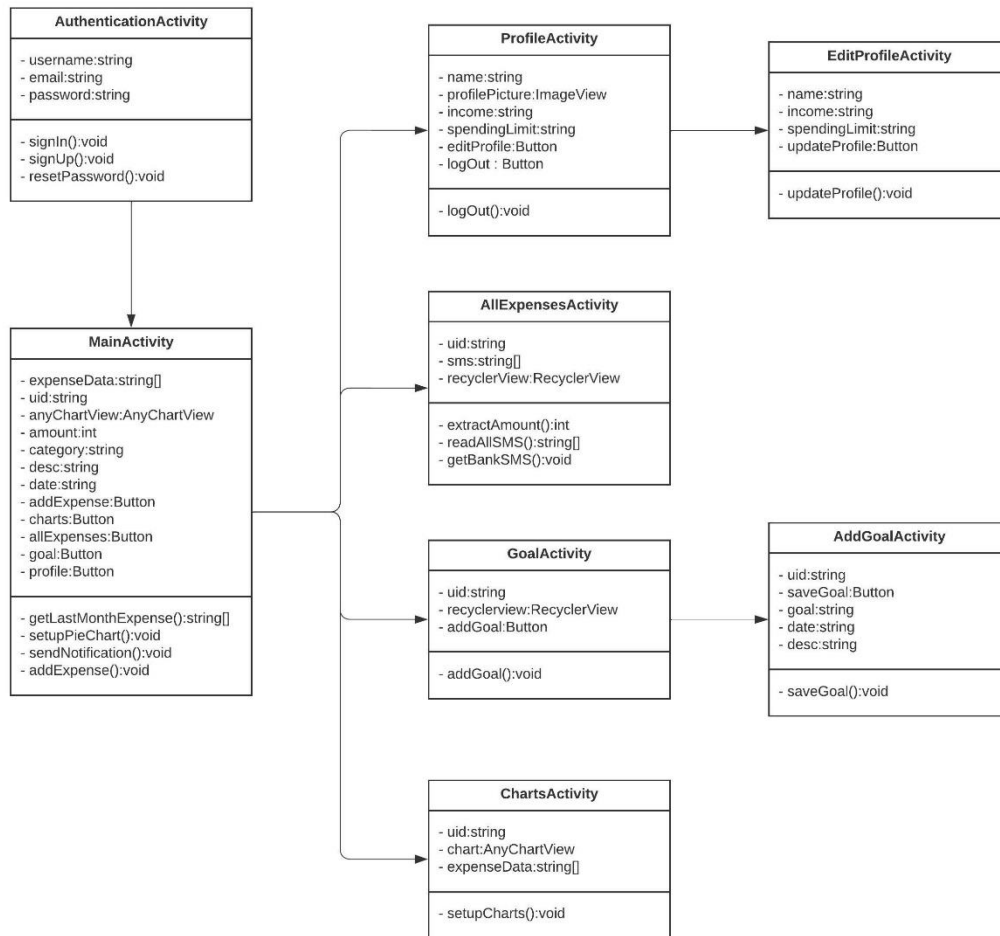 AuthenticationActivity
- username:string
- email:string
- password:string
- signIn():void
- signUp():void
- resetPassword():void
MainActivity
- expenseData:string[]
- uid:string
- anyChartView:AnyChartView
- amount:int
- category:string
- desc:string
- date:string
- addExpense:Button
- charts:Button
- allExpenses:Button
- goal:Button
- profile:Button
- getLastMonthExpense():string[]
- setupPieChart():void
- sendNotification():void
- addExpense():void
ProfileActivity
- name:string
- profilePicture:ImageView
- income:string
- spendingLimit:string
- editProfile:Button
- logOut : Button
- logOut():void
EditProfileActivity
- name:string
- income:string
- spendingLimit:string
- updateProfile:Button
- updateProfile():void
AllExpensesActivity
- uid:string
- sms:string[]
- recyclerView:RecyclerView
- extractAmount():int
- readAllSMS():string[]
- getBankSMS():void
GoalActivity
- uid:string
- recyclerview:RecyclerView
- addGoal:Button
- addGoal():void
AddGoalActivity
- uid:string
- saveGoal:Button
- goal:string
- date:string
- desc:string
- saveGoal():void
ChartsActivity
- uid:string
- chart:AnyChartView
- expenseData:string[]
- setupCharts():void